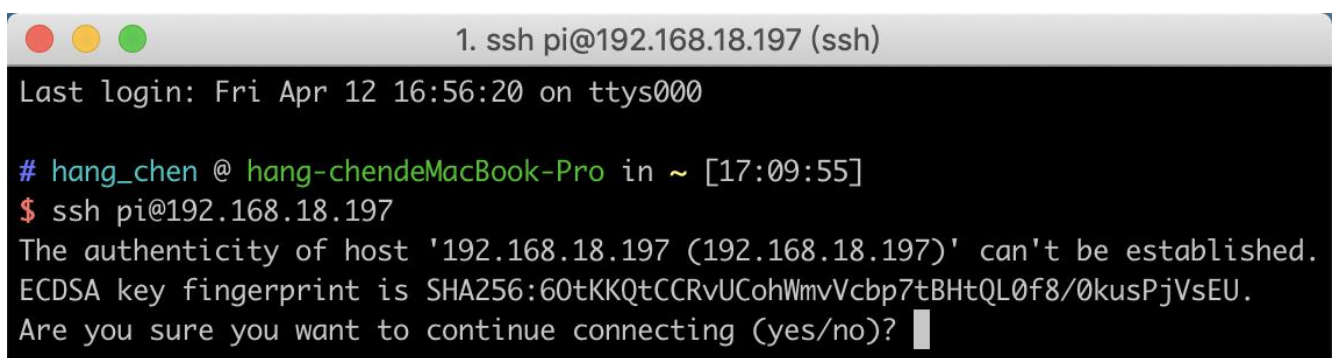 1. ssh pi@192.168.18.197 (ssh)
Last login: Fri Apr 12 16:56:20 on ttys000
# hang_chen @ hang-chendeMacBook-Pro in ~ [17:09:55]
$ ssh pi@192.168.18.197
The authenticity of host '192.168.18.197 (192.168.18.197)' can't be established.
ECDSA key fingerprint is SHA256:6OtKKQtCCRvUCohWmvVcbp7tBHtQL0f8/0kusPjVsEU.
Are you sure you want to continue connecting (yes/no)?